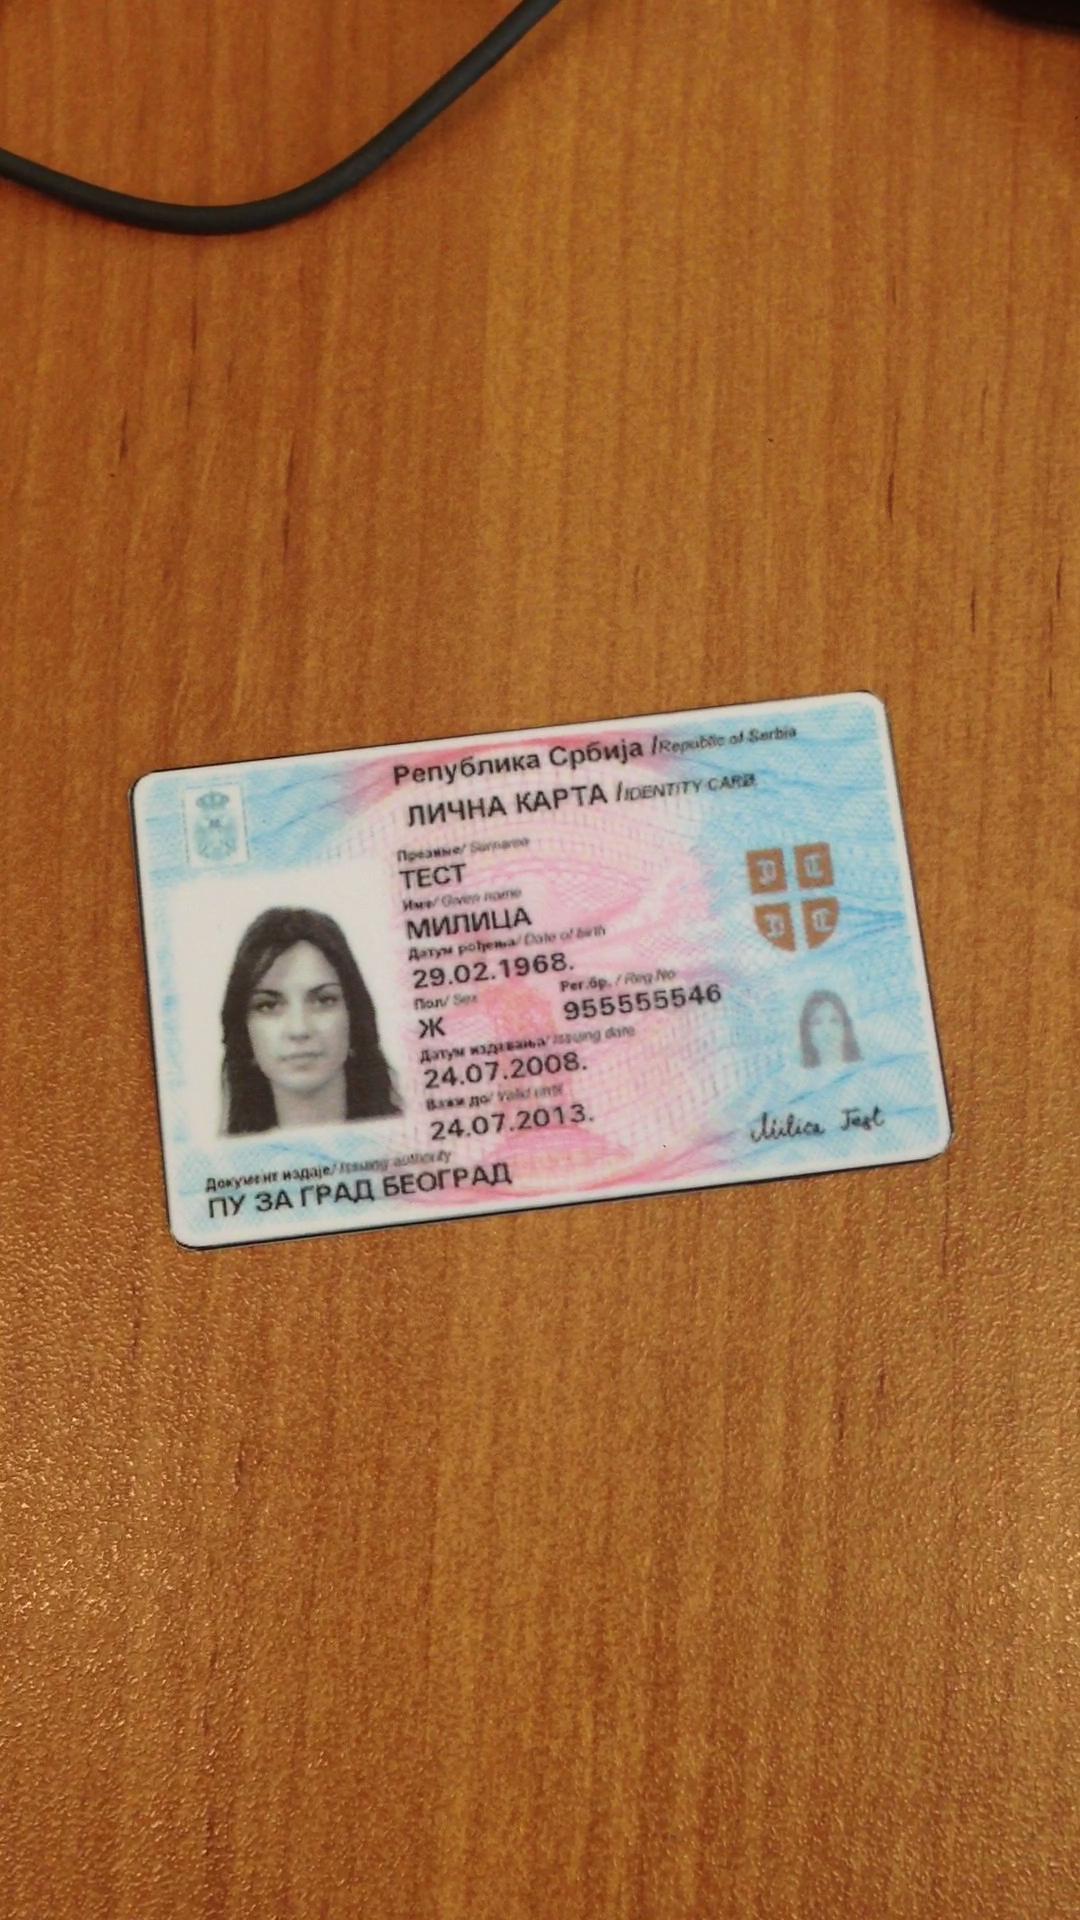 Република Србија /Republic of Serbia
ЛИЧНА КАРТА /IDENTITY CARD
Презиме/ Surname
ТЕСТ
Име/ Given name
МИЛИЦА
Датум рођења/ Date of birth
29.02.1968.
Пол/ Sex
Ж
Рег.бр. / Reg No
955555546
Датум издавања/ Issuing date
24.07.2008.
Важи до/ Valid until
24.07.2013.
Milica Test
Документ издаје/ Issuing authority
ПУ ЗА ГРАД БЕОГРАД